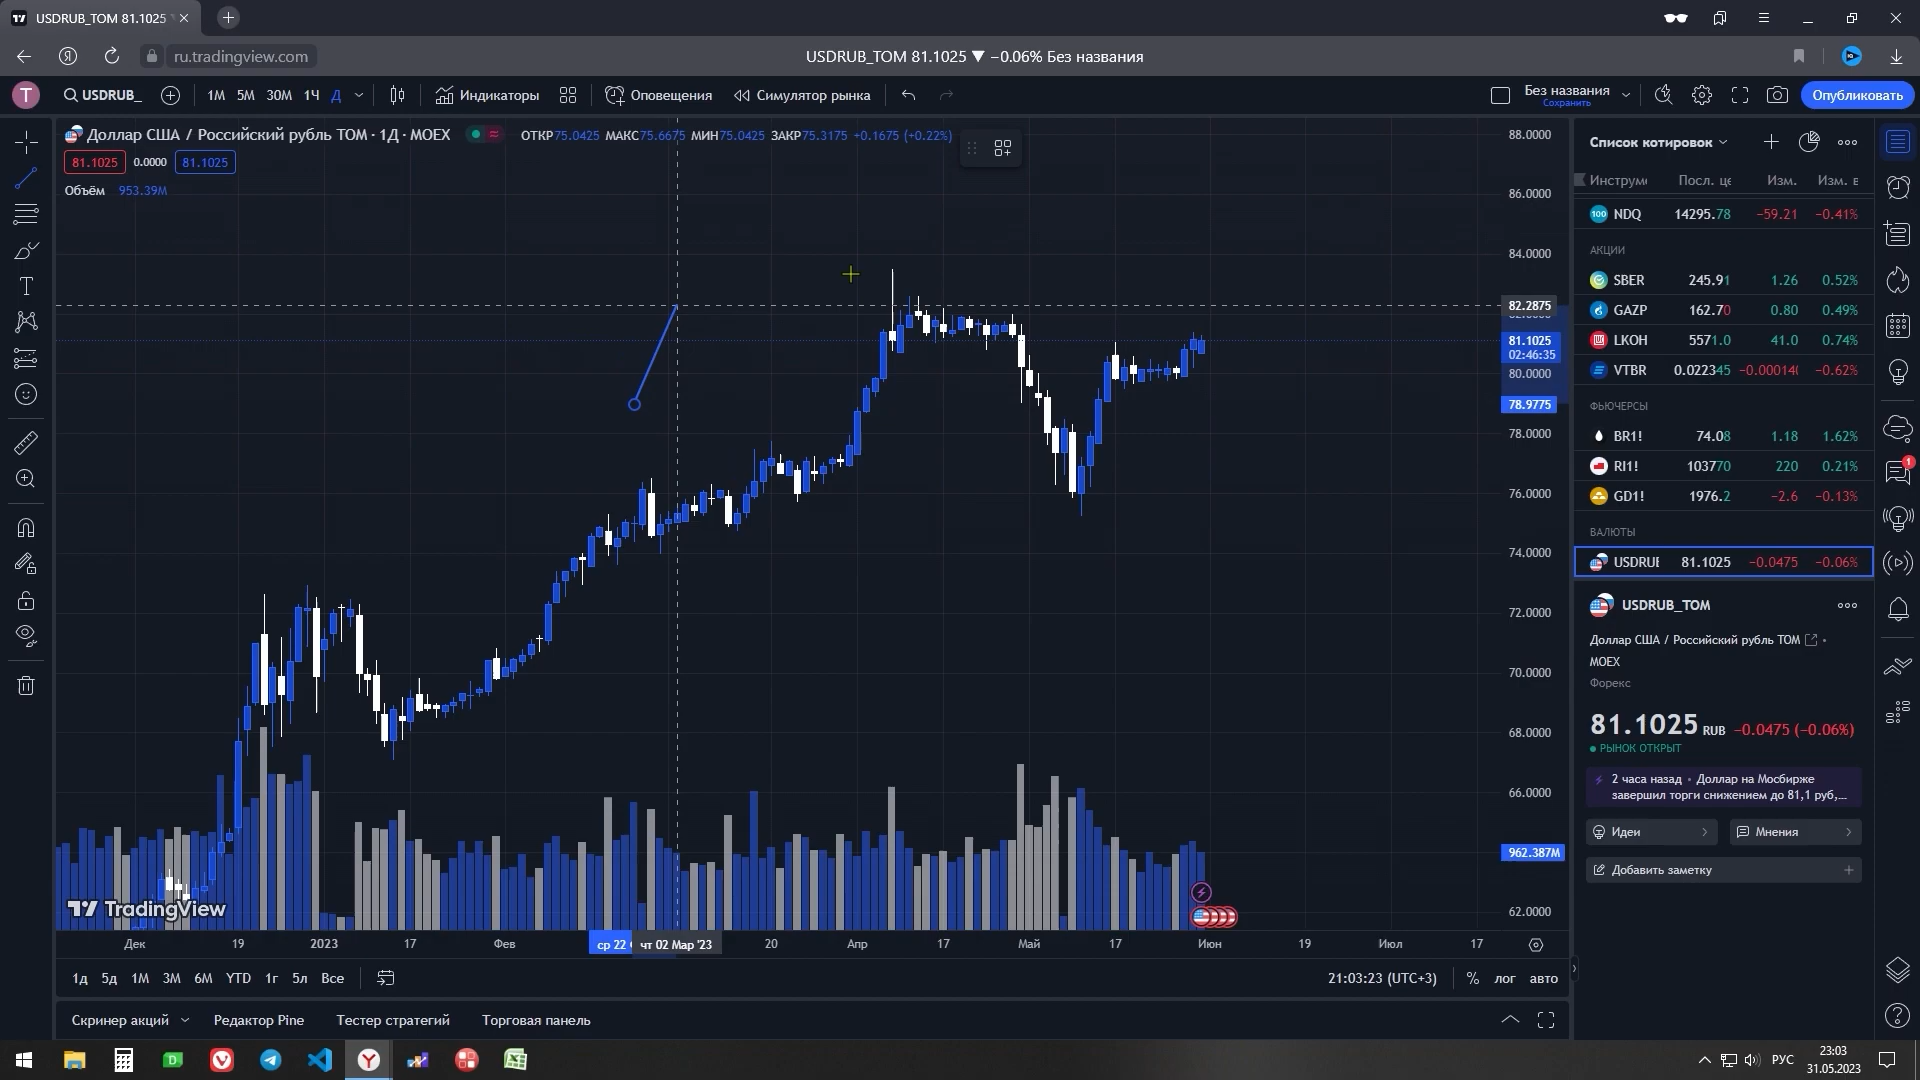 USDRUB_TOM 81.1025
ru.tradingview.com
USDRUB_TOM 81.1025 ▼ −0.06% Без названия
T
USDRUB_
1М 5М 30М 1Ч Д
Индикаторы
Оповещения
Симулятор рынка
Без названия
Сохранить
Опубликовать
Доллар США / Российский рубль ТОМ · 1Д · MOEX
ОТКР75.0425 МАКС75.6675 МИН75.0425 ЗАКР75.3175 +0.1675 (+0.22%)
81.1025 0.0000 81.1025
Объём 953.39M
88.0000
86.0000
84.0000
82.2875
81.1025
02:46:35
80.0000
78.9775
78.0000
76.0000
74.0000
72.0000
70.0000
68.0000
66.0000
962.387M
62.0000
TradingView
Дек 19 2023 17 Фев ср 22 чт 02 Мар '23 20 Апр 17 Май 17 Июн 19 Июл 17
1д 5д 1М 3М 6М YTD 1г 5л Все
21:03:23 (UTC+3) % лог авто
Скринер акций Редактор Pine Тестер стратегий Торговая панель
Список котировок
Инструм Посл. це Изм. Изм. в
NDQ 14295.78 −59.21 −0.41%
АКЦИИ
SBER 245.91 1.26 0.52%
GAZP 162.70 0.80 0.49%
LKOH 5571.0 41.0 0.74%
VTBR 0.022345 −0.00014( −0.62%
ФЬЮЧЕРСЫ
BR1! 74.08 1.18 1.62%
RI1! 103770 220 0.21%
GD1! 1976.2 −2.6 −0.13%
ВАЛЮТЫ
USDRUE 81.1025 −0.0475 −0.06%
USDRUB_TOM
Доллар США / Российский рубль ТОМ •
MOEX
Форекс
81.1025 RUB −0.0475 (−0.06%)
РЫНОК ОТКРЫТ
2 часа назад • Доллар на Мосбирже
завершил торги снижением до 81,1 руб,...
Идеи
Мнения
Добавить заметку
1
РУС
23:03
31.05.2023